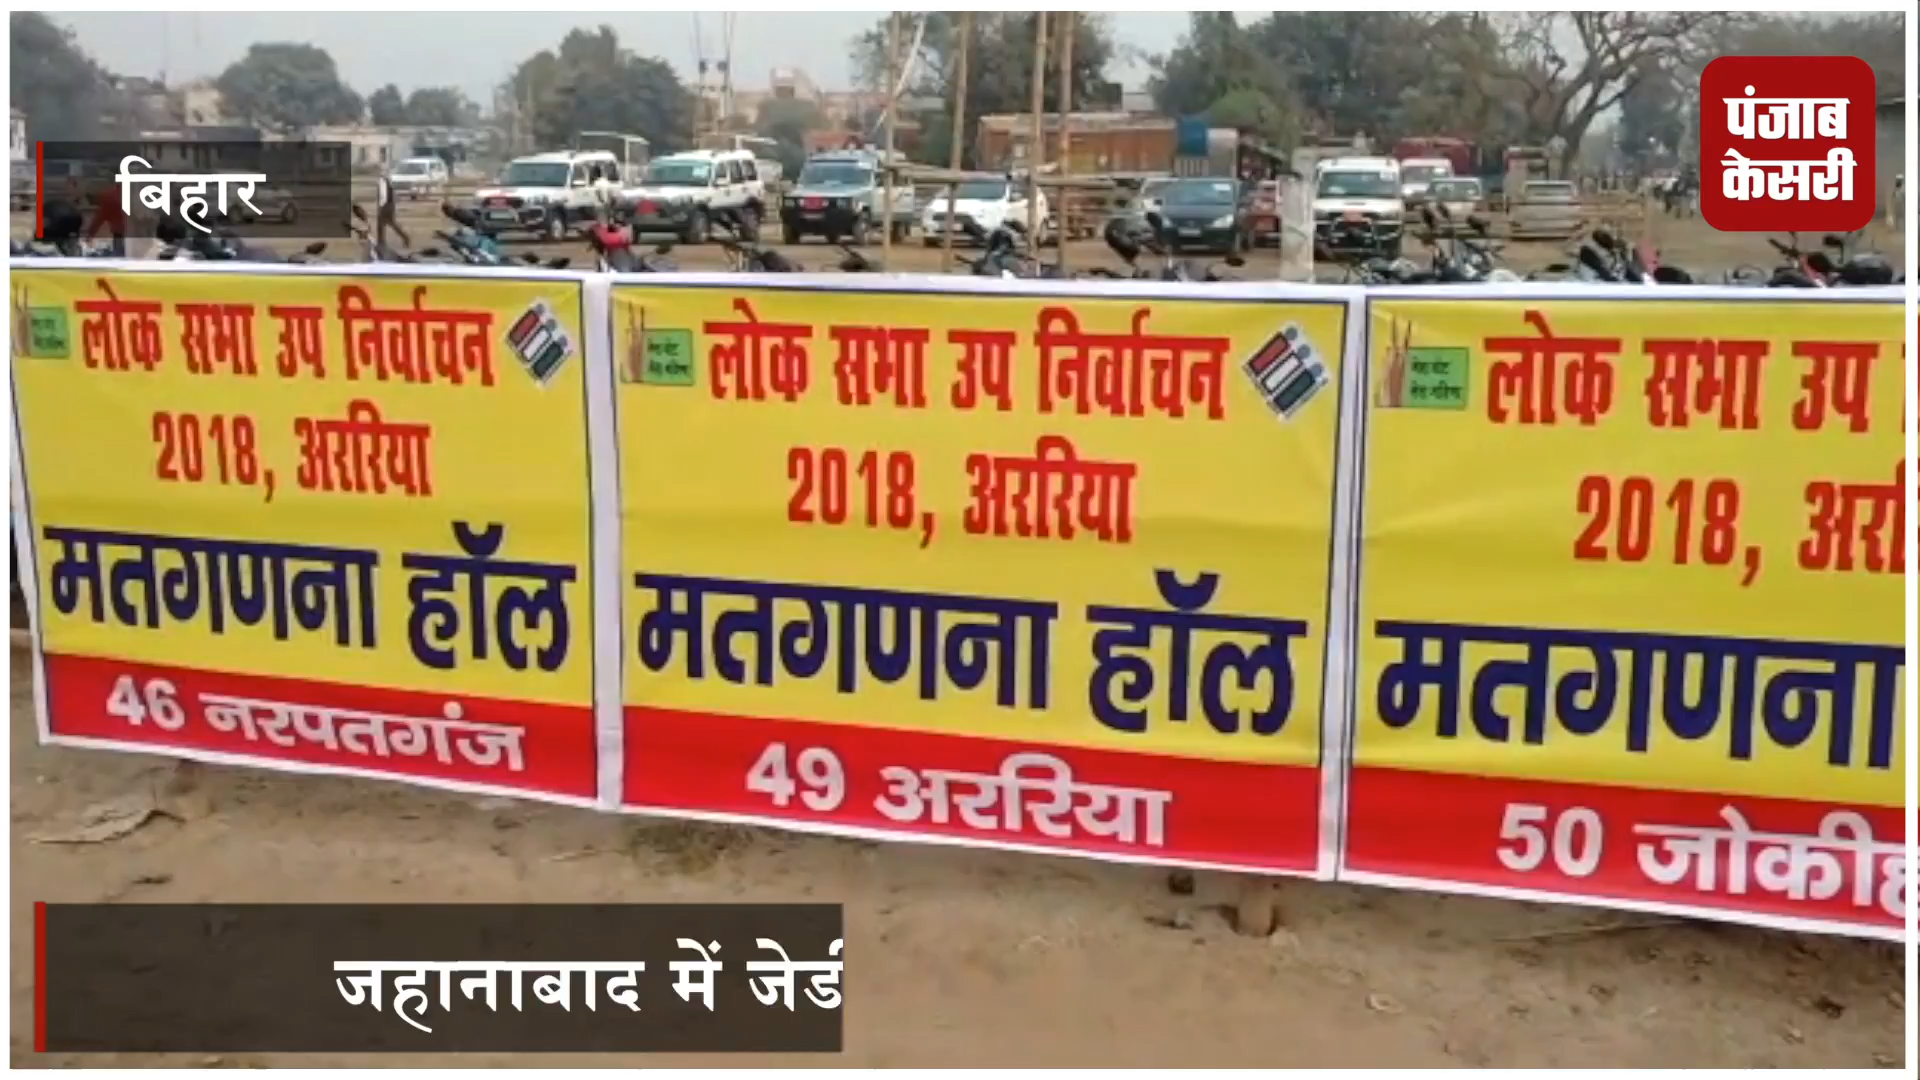 पंजाब
केसरी
बिहार
लोक सभा उप निर्वाचन
2018, अररिया
मतगणना हॉल
46 नरपतगंज
लोक सभा उप निर्वाचन
2018, अररिया
मतगणना हॉल
49 अररिया
लोक सभा उप
2018,
मतगणना
50
जहानाबाद में